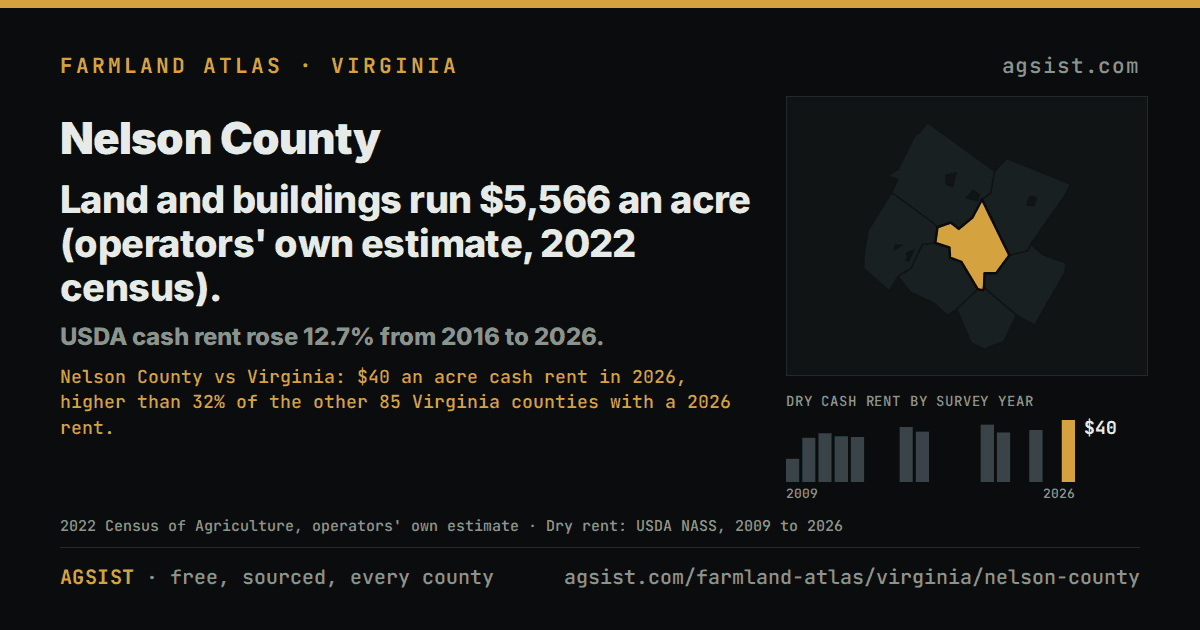 FARMLAND ATLAS · VIRGINIA
agsist.com
Nelson County
Land and buildings run $5,566 an acre
(operators' own estimate, 2022
census).
USDA cash rent rose 12.7% from 2016 to 2026.
Nelson County vs Virginia: $40 an acre cash rent in 2026,
higher than 32% of the other 85 Virginia counties with a 2026
rent.
DRY CASH RENT BY SURVEY YEAR
$40
2009
2026
2022 Census of Agriculture, operators' own estimate · Dry rent: USDA NASS, 2009 to 2026
AGSIST · free, sourced, every county
agsist.com/farmland-atlas/virginia/nelson-county